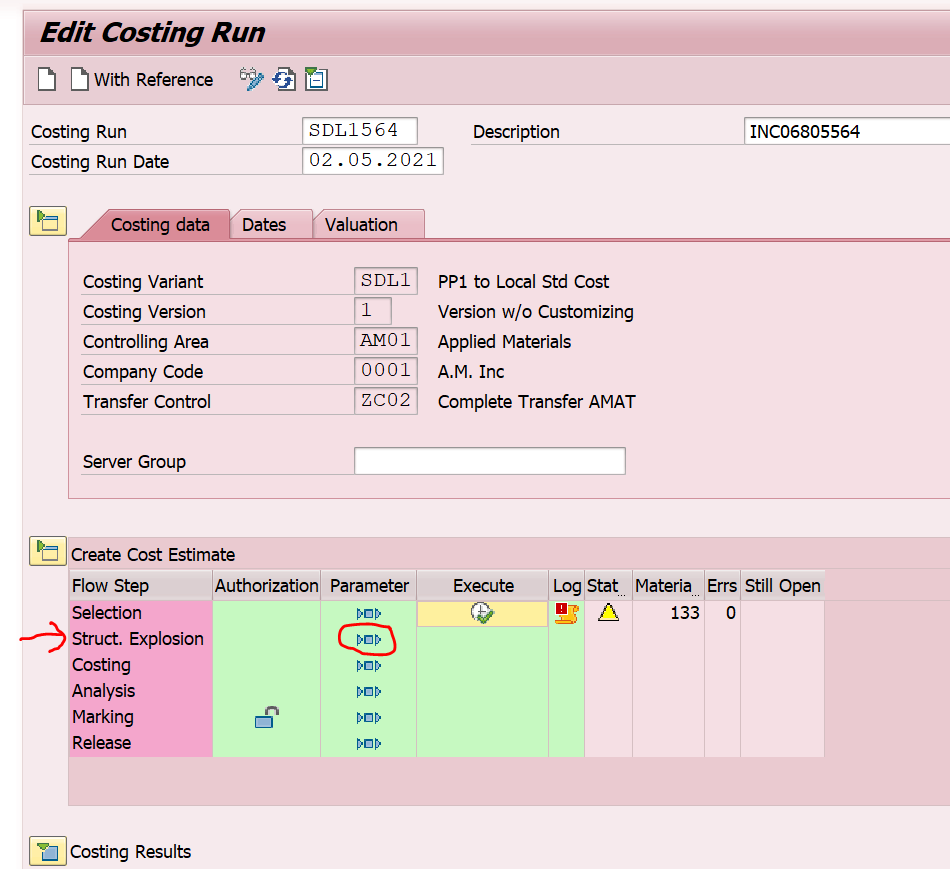 Edit Costing Run
With Reference
Costing Run SDL1564 Description INC06805564
Costing Run Date 02.05.2021
Costing data Dates Valuation
Costing Variant SDL1 PP1 to Local Std Cost
Costing Version 1 Version w/o Customizing
Controlling Area AM01 Applied Materials
Company Code 0001 A.M. Inc
Transfer Control ZC02 Complete Transfer AMAT
Server Group
Create Cost Estimate
Flow Step Authorization Parameter Execute Log Stat... Materia... Errs Still Open
Selection 133 0
Struct. Explosion
Costing
Analysis
Marking
Release
Costing Results